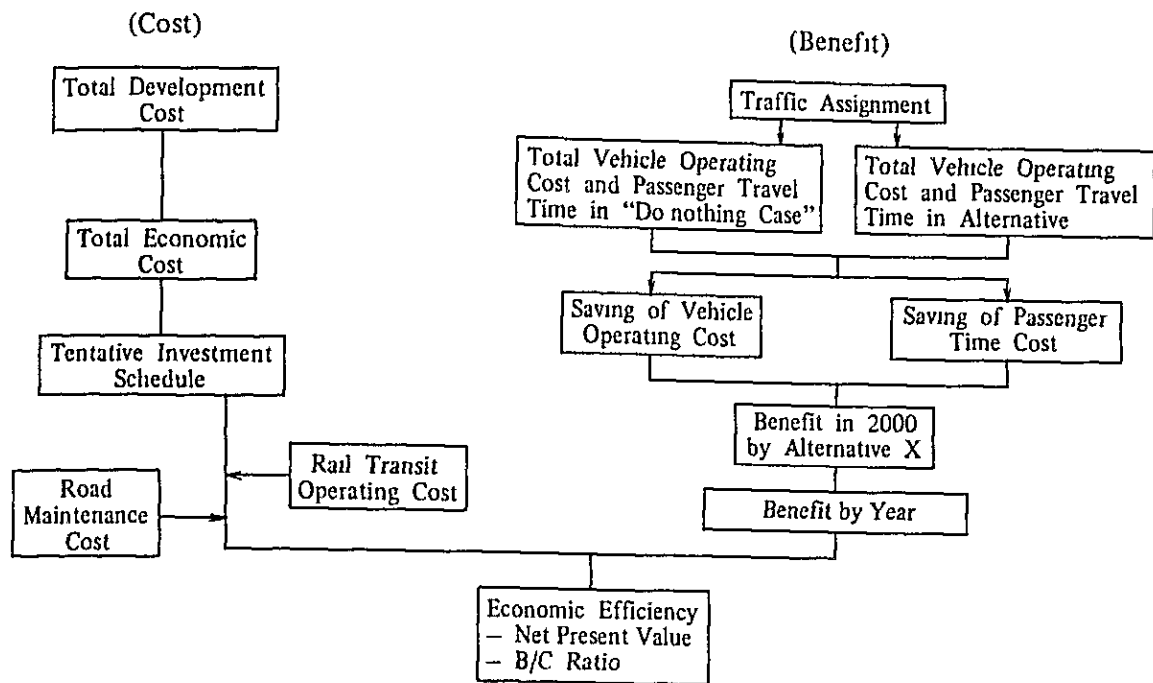 (Cost)
Total Development
Cost
Total Economic
Cost
Tentative Investment
Schedule
Rail Transit
Operating Cost
Road
Maintenance
Cost
(Benefit)
Traffic Assignment
Total Vehicle Operating
Cost and Passenger Travel
Time in “Do nothing Case”
Total Vehicle Operating
Cost and Passenger Travel
Time in Alternative
Saving of Vehicle
Operating Cost
Saving of Passenger
Time Cost
Benefit in 2000
by Alternative X
Benefit by Year
Economic Efficiency
– Net Present Value
– B/C Ratio